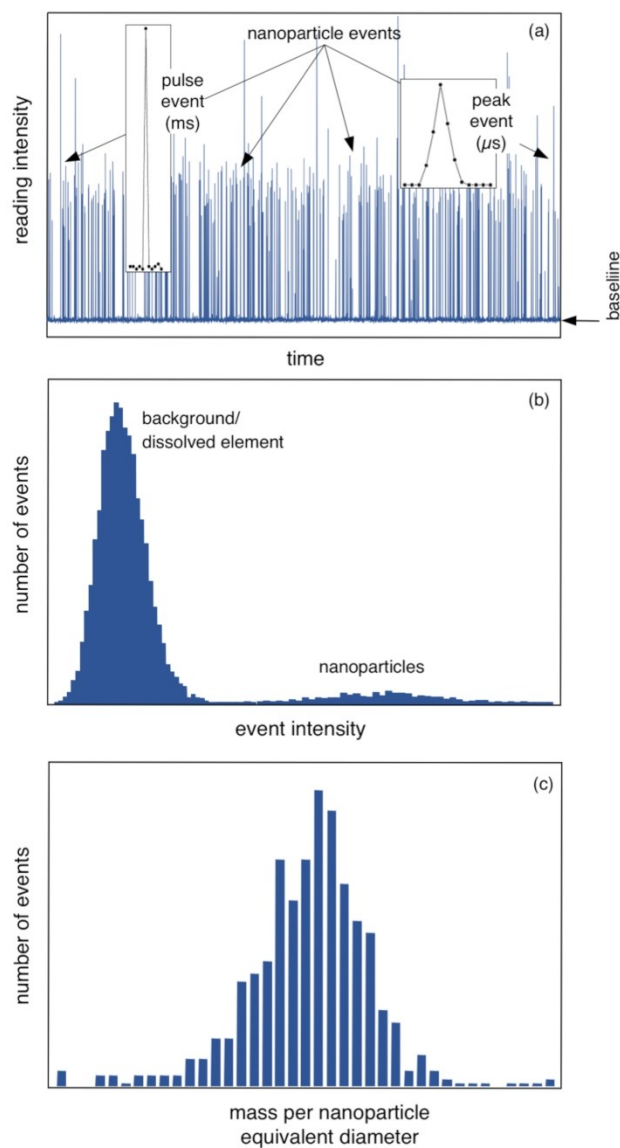 (a)
nanoparticle events
pulse
event
(ms)
peak
event
(µs)
reading intensity
baseliine
time
(b)
background/
dissolved element
number of events
nanoparticles
event intensity
(c)
number of events
mass per nanoparticle
equivalent diameter